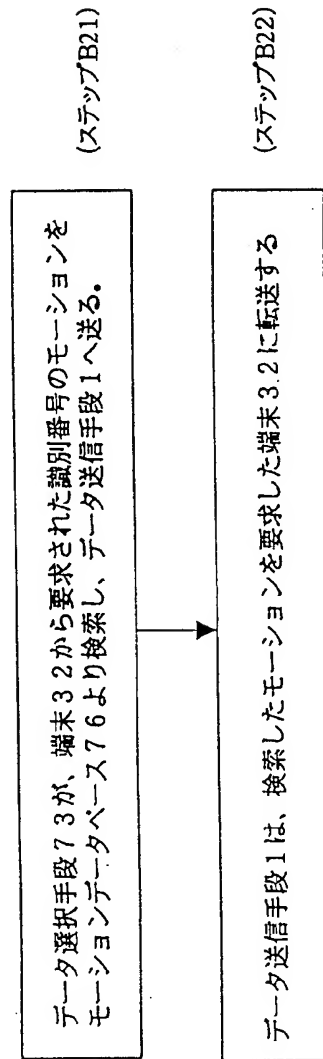 データ選択手段73が、端末32から要求された識別番号のモーションを
モーションデータベース76より検索し、データ送信手段1へ送る。
(ステップB21)
データ送信手段1は、検索したモーションを要求した端末3.2に転送する
(ステップB22)